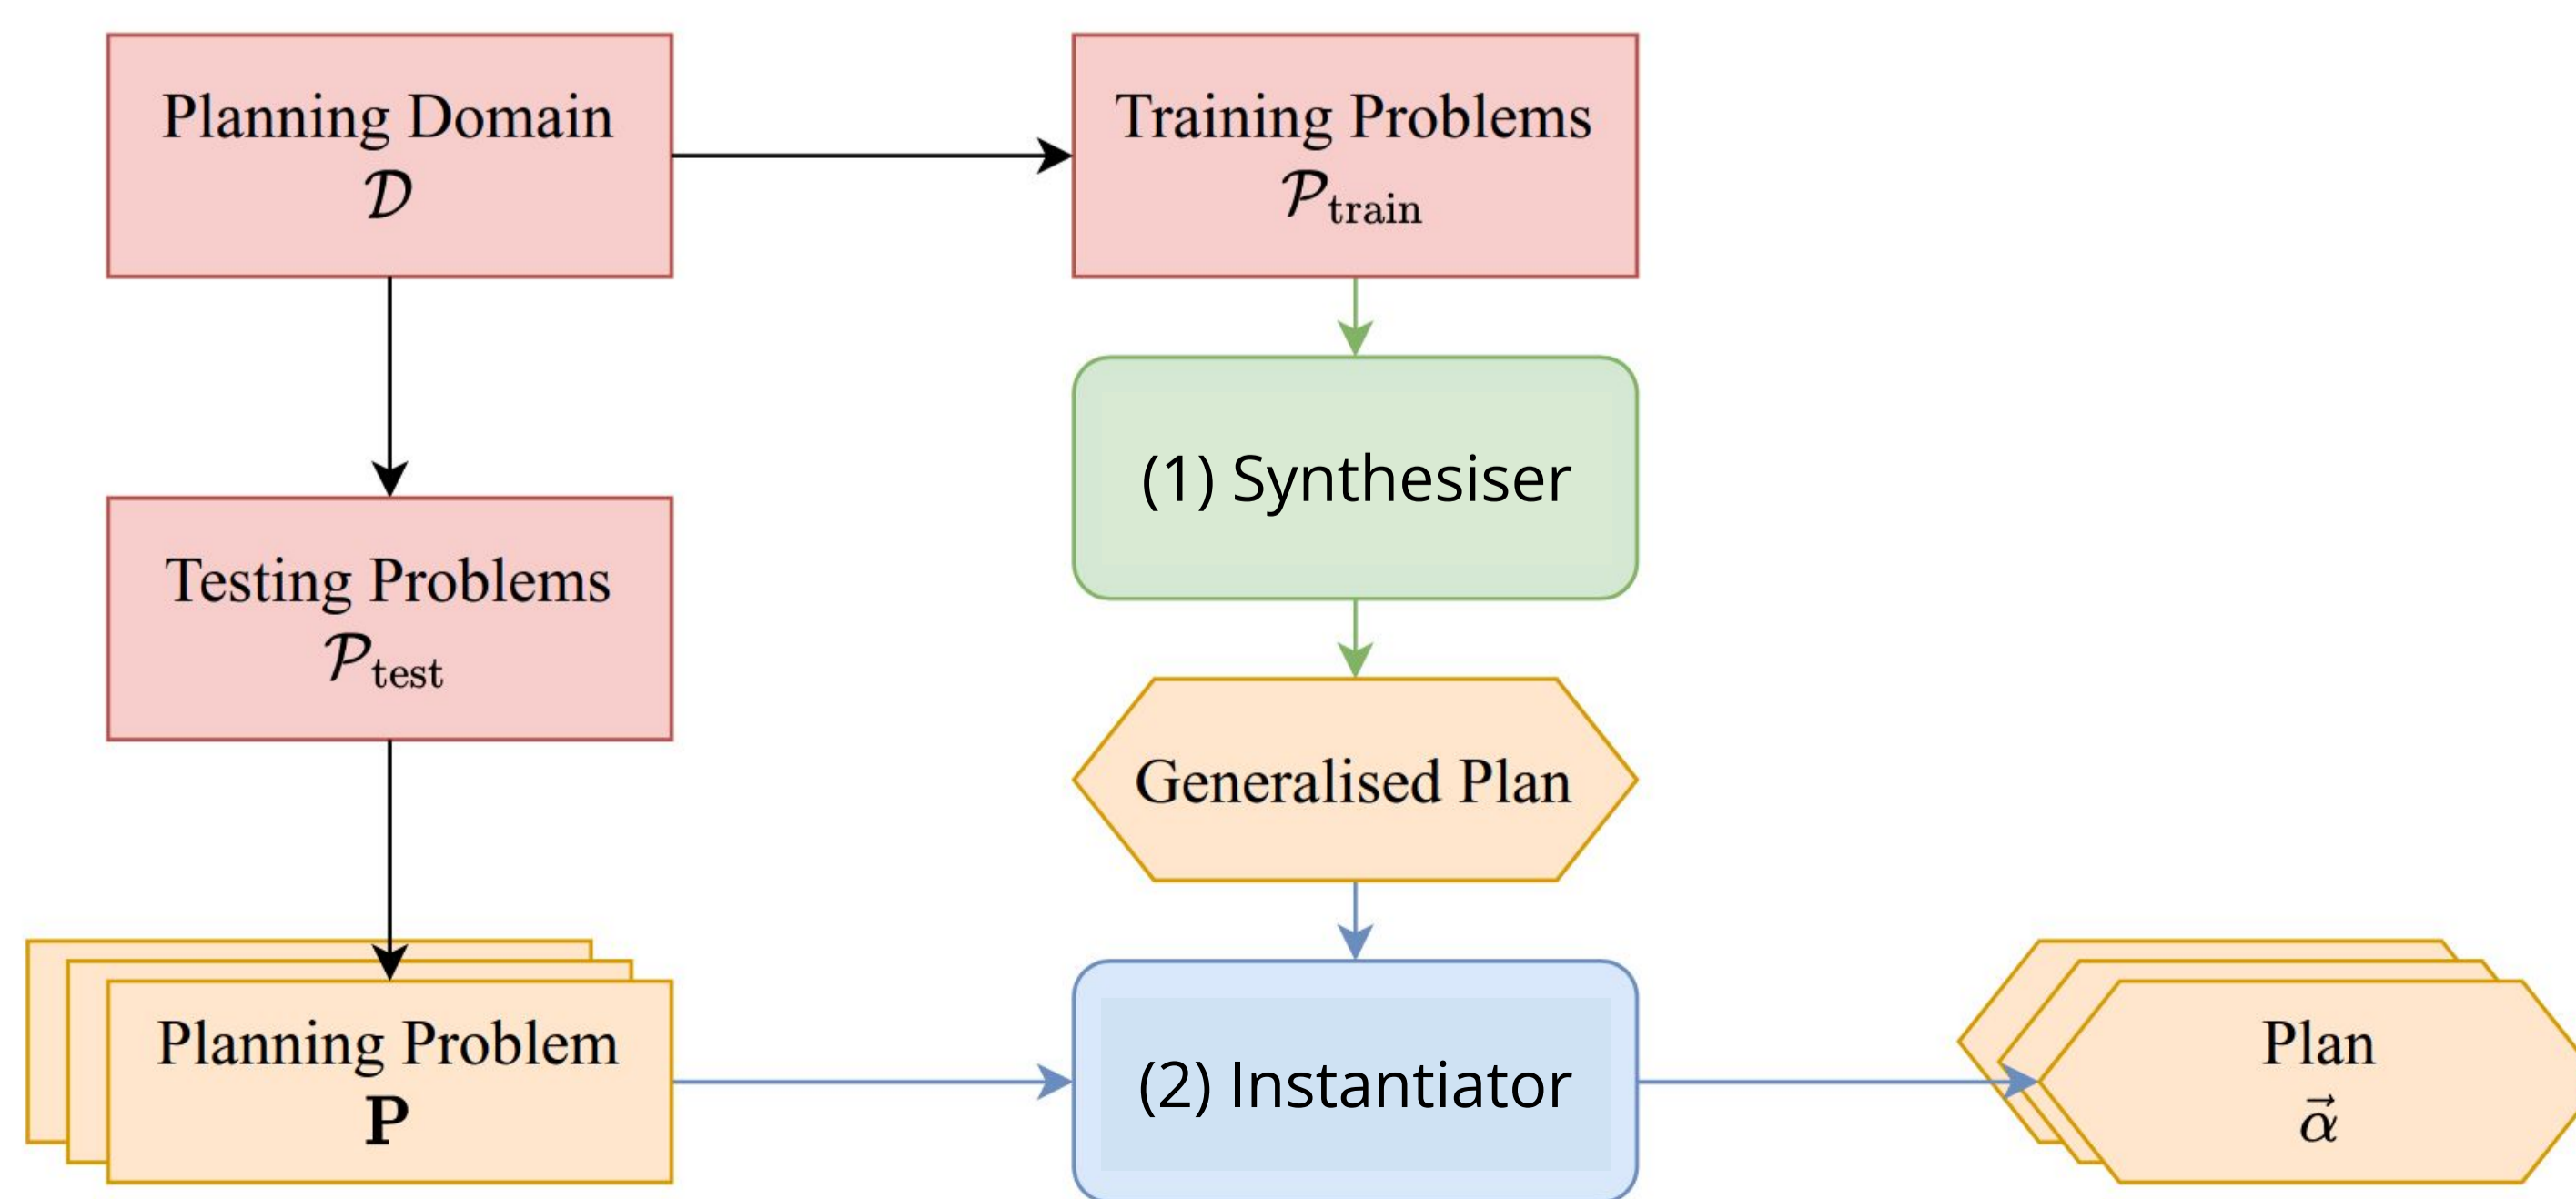 Planning Domain
𝒟
Training Problems
𝒫train
(1) Synthesiser
Testing Problems
𝒫test
Generalised Plan
Planning Problem
P
(2) Instantiator
Plan
α⃗